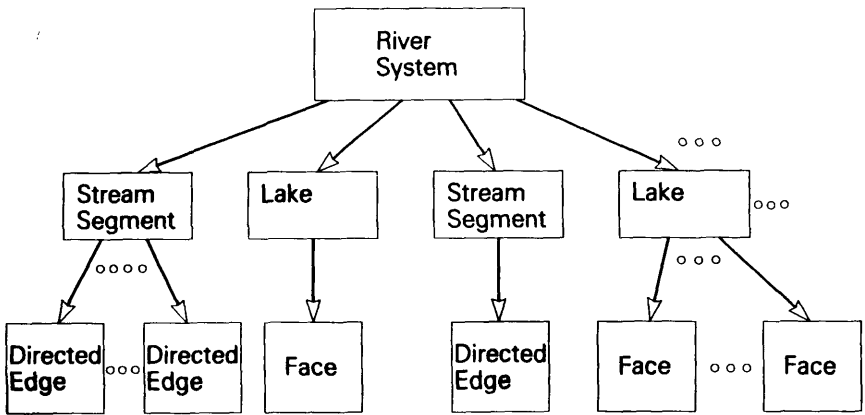 River
System
Stream
Segment
Lake
Stream
Segment
Lake
Directed
Edge
Directed
Edge
Face
Directed
Edge
Face
Face